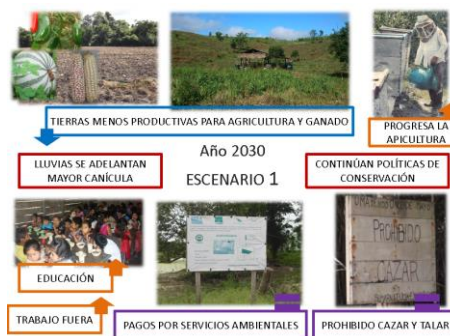 TIERRAS MENOS PRODUCTIVAS PARA AGRICULTURA Y GANADO
PROGRESA LA
APICULTURA
LLUVIAS SE ADELANTAN
MAYOR CANÍCULA
Año 2030
ESCENARIO 1
CONTINÚAN POLÍTICAS DE
CONSERVACIÓN
PROHIBIDO
CAZAR
EDUCACIÓN
TRABAJO FUERA
PAGOS POR SERVICIOS AMBIENTALES
PROHIBIDO CAZAR Y TALAR